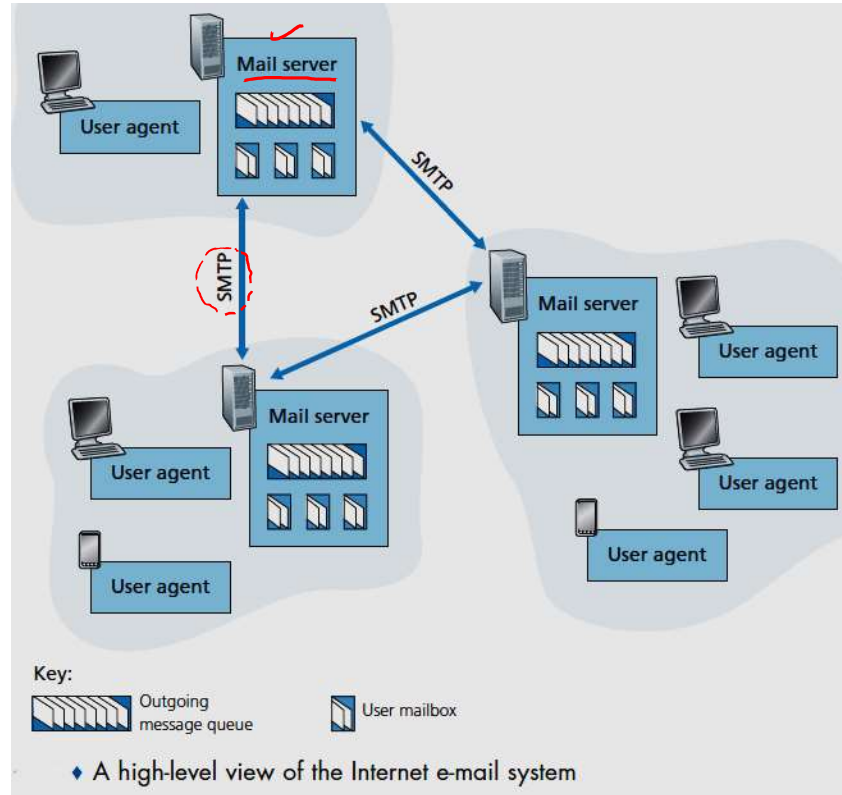 Mail server
User agent
SMTP
SMTP
SMTP
Mail server
User agent
Mail server
User agent
User agent
User agent
User agent
Key:
Outgoing
message queue
User mailbox
♦ A high-level view of the Internet e-mail system